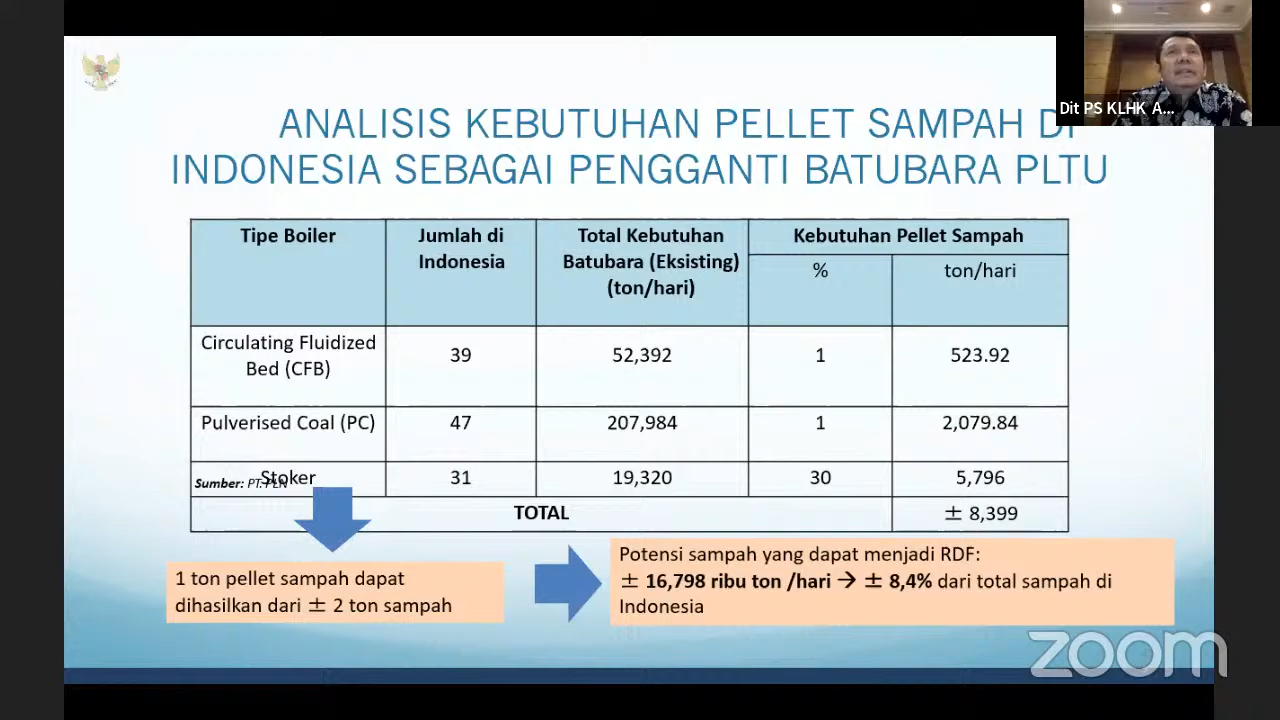 Dit PS KLHK A...
ANALISIS KEBUTUHAN PELLET SAMPAH DI
INDONESIA SEBAGAI PENGGANTI BATUBARA PLTU
Tipe Boiler
Jumlah di
Indonesia
Total Kebutuhan
Batubara (Eksisting)
(ton/hari)
Kebutuhan Pellet Sampah
%
ton/hari
Circulating Fluidized
Bed (CFB)
39
52,392
1
523.92
Pulverised Coal (PC)
47
207,984
1
2,079.84
Stoker
31
19,320
30
5,796
Sumber: PT. PLN
TOTAL
± 8,399
1 ton pellet sampah dapat
dihasilkan dari ± 2 ton sampah
Potensi sampah yang dapat menjadi RDF:
± 16,798 ribu ton /hari → ± 8,4% dari total sampah di
Indonesia
zoom